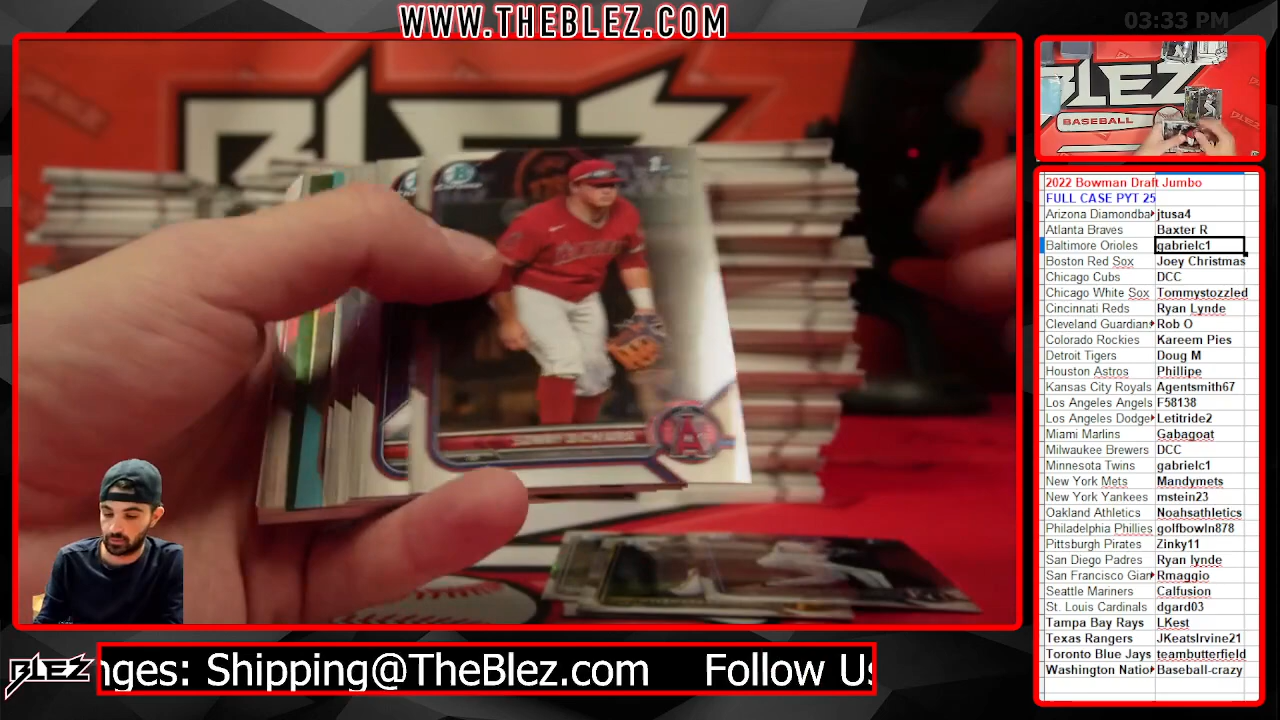 WWW.THEBLEZ.COM
03:33 PM
BLEZ
BLEZ
BASEBALL
1st
A
2022 Bowman Draft Jumbo
FULL CASE PYT 25
Arizona Diamondba jtusa4
Atlanta Braves Baxter R
Baltimore Orioles gabrielc1
Boston Red Sox Joey Christmas
Chicago Cubs DCC
Chicago White Sox Tommystozzled
Cincinnati Reds Ryan Lynde
Cleveland Guardian Rob O
Colorado Rockies Kareem Pies
Detroit Tigers Doug M
Houston Astros Phillipe
Kansas City Royals Agentsmith67
Los Angeles Angels F58138
Los Angeles Dodge Letitride2
Miami Marlins Gabagoat
Milwaukee Brewers DCC
Minnesota Twins gabrielc1
New York Mets Mandymets
New York Yankees mstein23
Oakland Athletics Noahsathletics
Philadelphia Phillies golfbowln878
Pittsburgh Pirates Zinky11
San Diego Padres Ryan lynde
San Francisco Gian Rmaggio
Seattle Mariners Calfusion
St. Louis Cardinals dgard03
Tampa Bay Rays LKest
Texas Rangers JKeatsIrvine21
Toronto Blue Jays teambutterfield
Washington Natio Baseball-crazy
BLEZ
nges: Shipping@TheBlez.com Follow Us